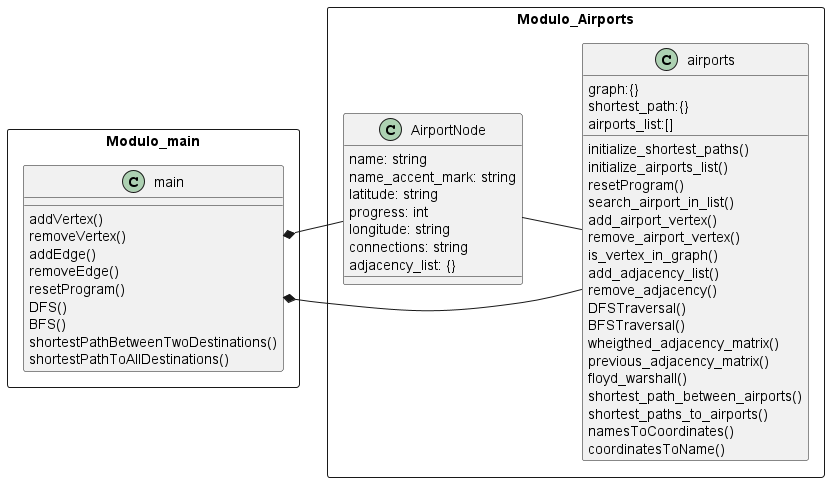 Modulo_main
C main
addVertex()
removeVertex()
addEdge()
removeEdge()
resetProgram()
DFS()
BFS()
shortestPathBetweenTwoDestinations()
shortestPathToAllDestinations()
Modulo_Airports
C AirportNode
name: string
name_accent_mark: string
latitude: string
progress: int
longitude: string
connections: string
adjacency_list: {}
C airports
graph:{}
shortest_path:{}
airports_list:[]
initialize_shortest_paths()
initialize_airports_list()
resetProgram()
search_airport_in_list()
add_airport_vertex()
remove_airport_vertex()
is_vertex_in_graph()
add_adjacency_list()
remove_adjacency()
DFSTraversal()
BFSTraversal()
wheigthed_adjacency_matrix()
previous_adjacency_matrix()
floyd_warshall()
shortest_path_between_airports()
shortest_paths_to_airports()
namesToCoordinates()
coordinatesToName()